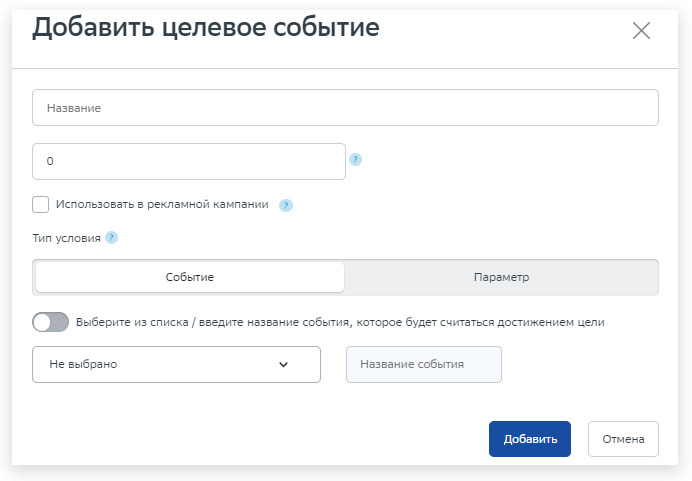 Добавить целевое событие
Название
0 ?
Использовать в рекламной кампании ?
Тип условия ?
Событие Параметр
Выберите из списка / введите название события, которое будет считаться достижением цели
Не выбрано Название события
Добавить Отмена